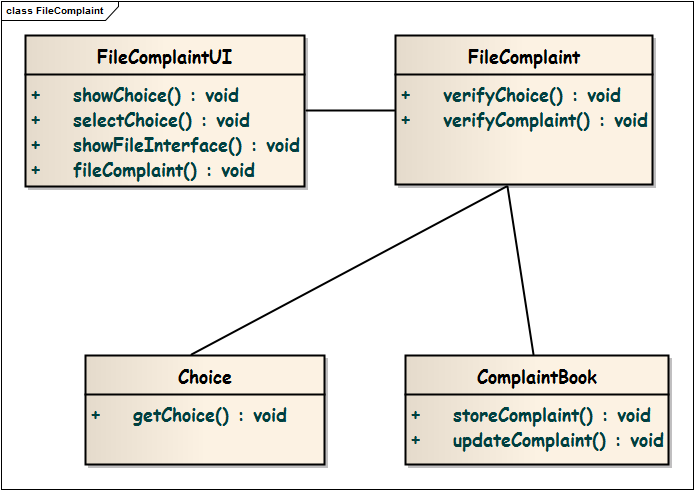 class FileComplaint
FileComplaintUI
+ showChoice() : void
+ selectChoice() : void
+ showFileInterface() : void
+ fileComplaint() : void
FileComplaint
+ verifyChoice() : void
+ verifyComplaint() : void
Choice
+ getChoice() : void
ComplaintBook
+ storeComplaint() : void
+ updateComplaint() : void